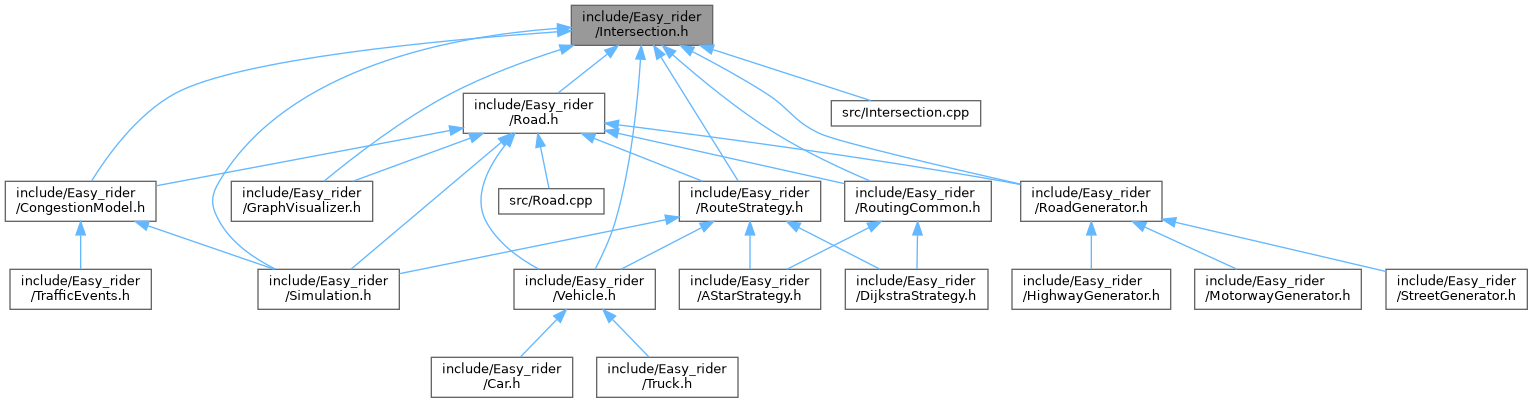 include/Easy_rider
/Intersection.h
include/Easy_rider
/Road.h
src/Intersection.cpp
include/Easy_rider
/CongestionModel.h
include/Easy_rider
/GraphVisualizer.h
src/Road.cpp
include/Easy_rider
/RouteStrategy.h
include/Easy_rider
/RoutingCommon.h
include/Easy_rider
/RoadGenerator.h
include/Easy_rider
/TrafficEvents.h
include/Easy_rider
/Simulation.h
include/Easy_rider
/Vehicle.h
include/Easy_rider
/AStarStrategy.h
include/Easy_rider
/DijkstraStrategy.h
include/Easy_rider
/HighwayGenerator.h
include/Easy_rider
/MotorwayGenerator.h
include/Easy_rider
/StreetGenerator.h
include/Easy_rider
/Car.h
include/Easy_rider
/Truck.h